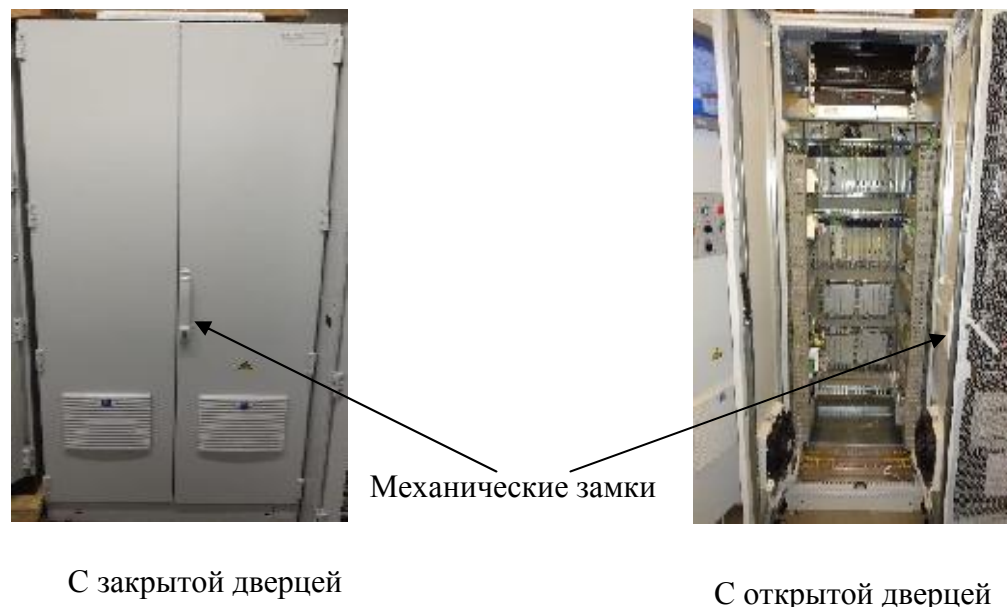 Механические замки
С закрытой дверцей
С открытой дверцей